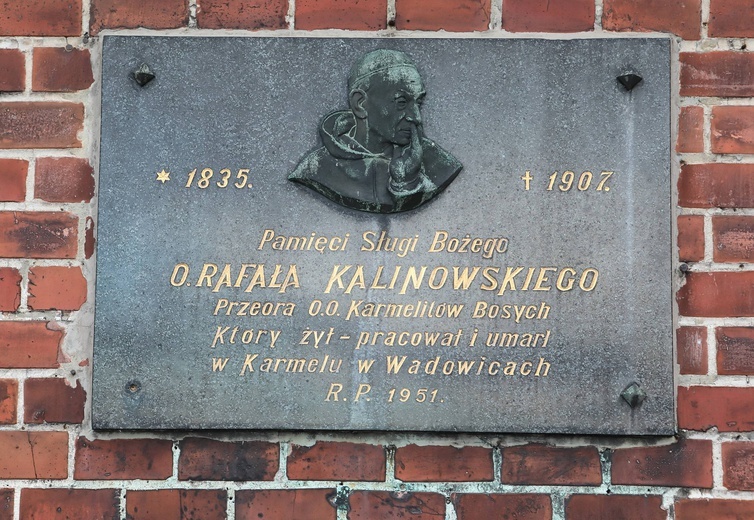 * 1835. ✝ 1907.
Pamięci Sługi Bożego
O. RAFAŁA KALINOWSKIEGO
Przeora O.O. Karmelitów Bosych
Który żył – pracował i umarł
w Karmelu w Wadowicach
R.P. 1951.